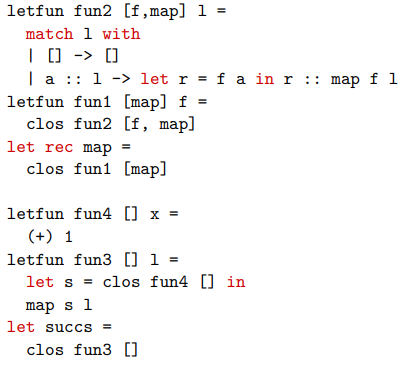 letfun fun2 [f,map] l =
  match l with
  | [] -> []
  | a :: l -> let r = f a in r :: map f l
letfun fun1 [map] f =
  clos fun2 [f, map]
let rec map =
  clos fun1 [map]

letfun fun4 [] x =
  (+) 1
letfun fun3 [] l =
  let s = clos fun4 [] in
  map s l
let succs =
  clos fun3 []